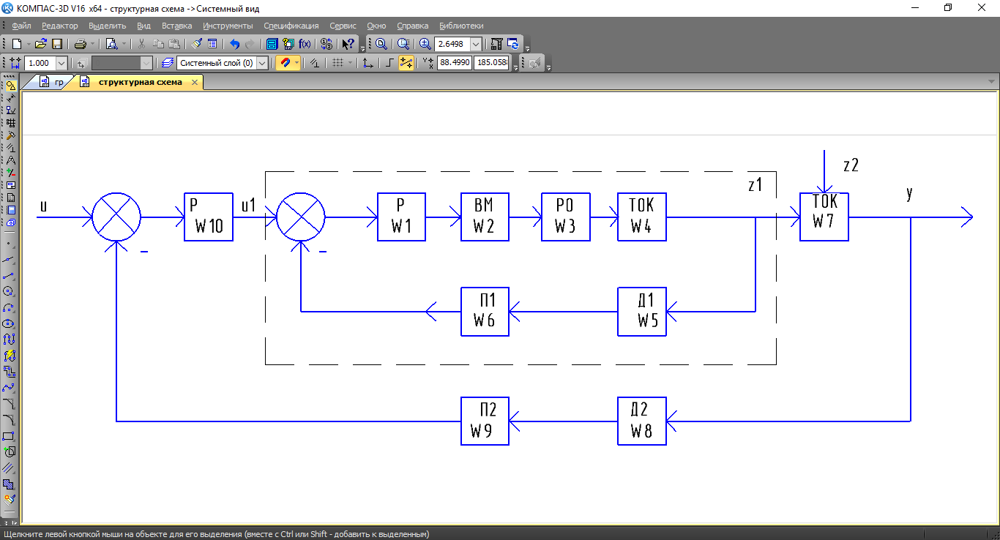 КОМПАС-3D V16 x64 - структурная схема ->Системный вид
Файл Редактор Выделить Вид Вставка Инструменты Спецификация Сервис Окно Справка Библиотеки
f(x) 2.6498
1.000 Системный слой (0) 88.4990 185.058
гр структурная схема
z2
z1
y
u
P
W10
u1
P
W1
ВМ
W2
РО
W3
ТОК
W4
ТОК
W7
–
–
П1
W6
Д1
W5
П2
W9
Д2
W8
Щелкните левой кнопкой мыши на объекте для его выделения (вместе с Ctrl или Shift - добавить к выделенным)